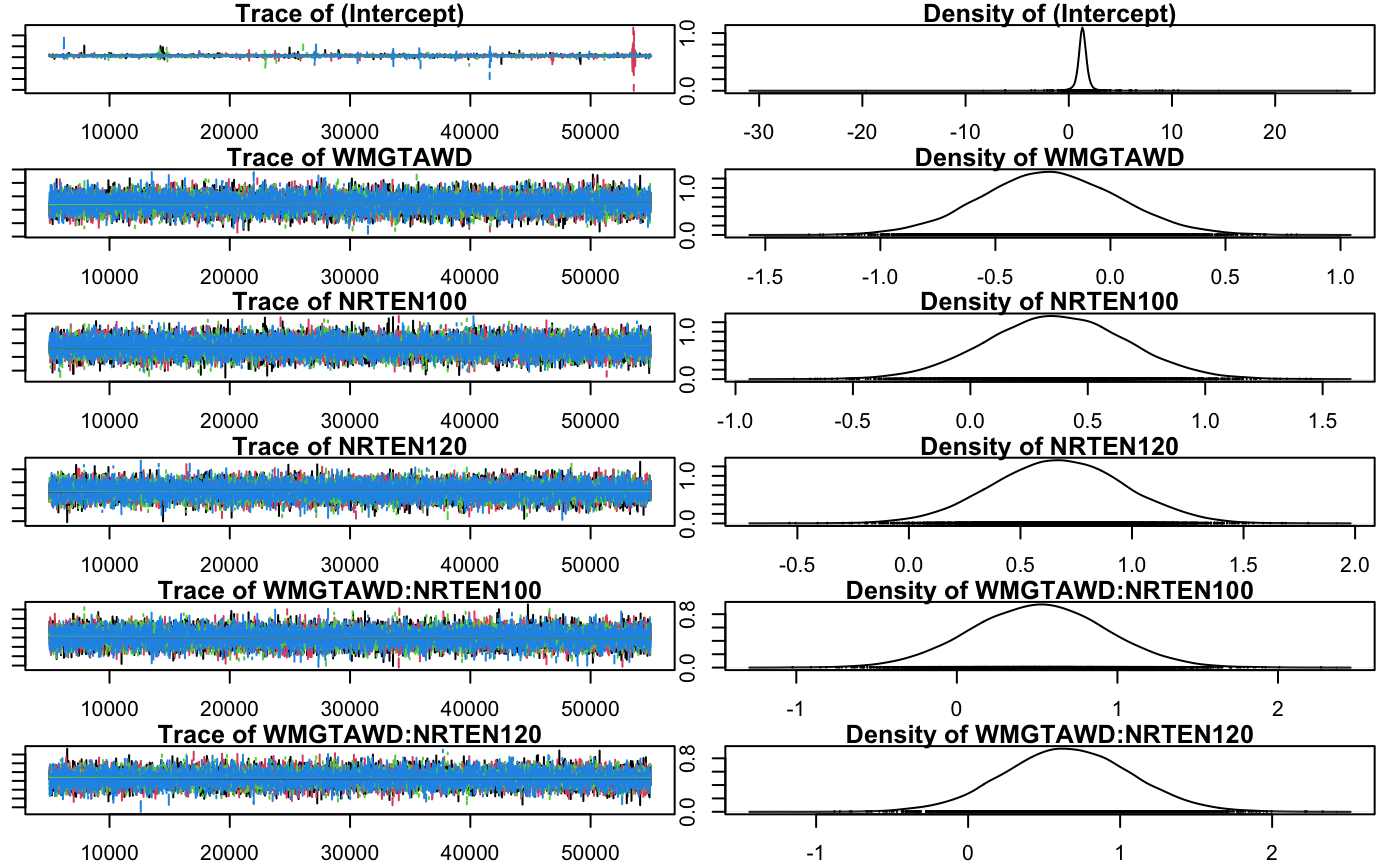 Trace of (Intercept) Density of (Intercept)
0.0 1.0
10000 20000 30000 40000 50000 -30 -20 -10 0 10 20
Trace of WMGTAWD Density of WMGTAWD
0.0 1.0
10000 20000 30000 40000 50000 -1.5 -1.0 -0.5 0.0 0.5 1.0
Trace of NRTEN100 Density of NRTEN100
0.0 1.0
10000 20000 30000 40000 50000 -1.0 -0.5 0.0 0.5 1.0 1.5
Trace of NRTEN120 Density of NRTEN120
0.0 1.0
10000 20000 30000 40000 50000 -0.5 0.0 0.5 1.0 1.5 2.0
Trace of WMGTAWD:NRTEN100 Density of WMGTAWD:NRTEN100
0.0 0.8
10000 20000 30000 40000 50000 -1 0 1 2
Trace of WMGTAWD:NRTEN120 Density of WMGTAWD:NRTEN120
0.0 0.8
10000 20000 30000 40000 50000 -1 0 1 2